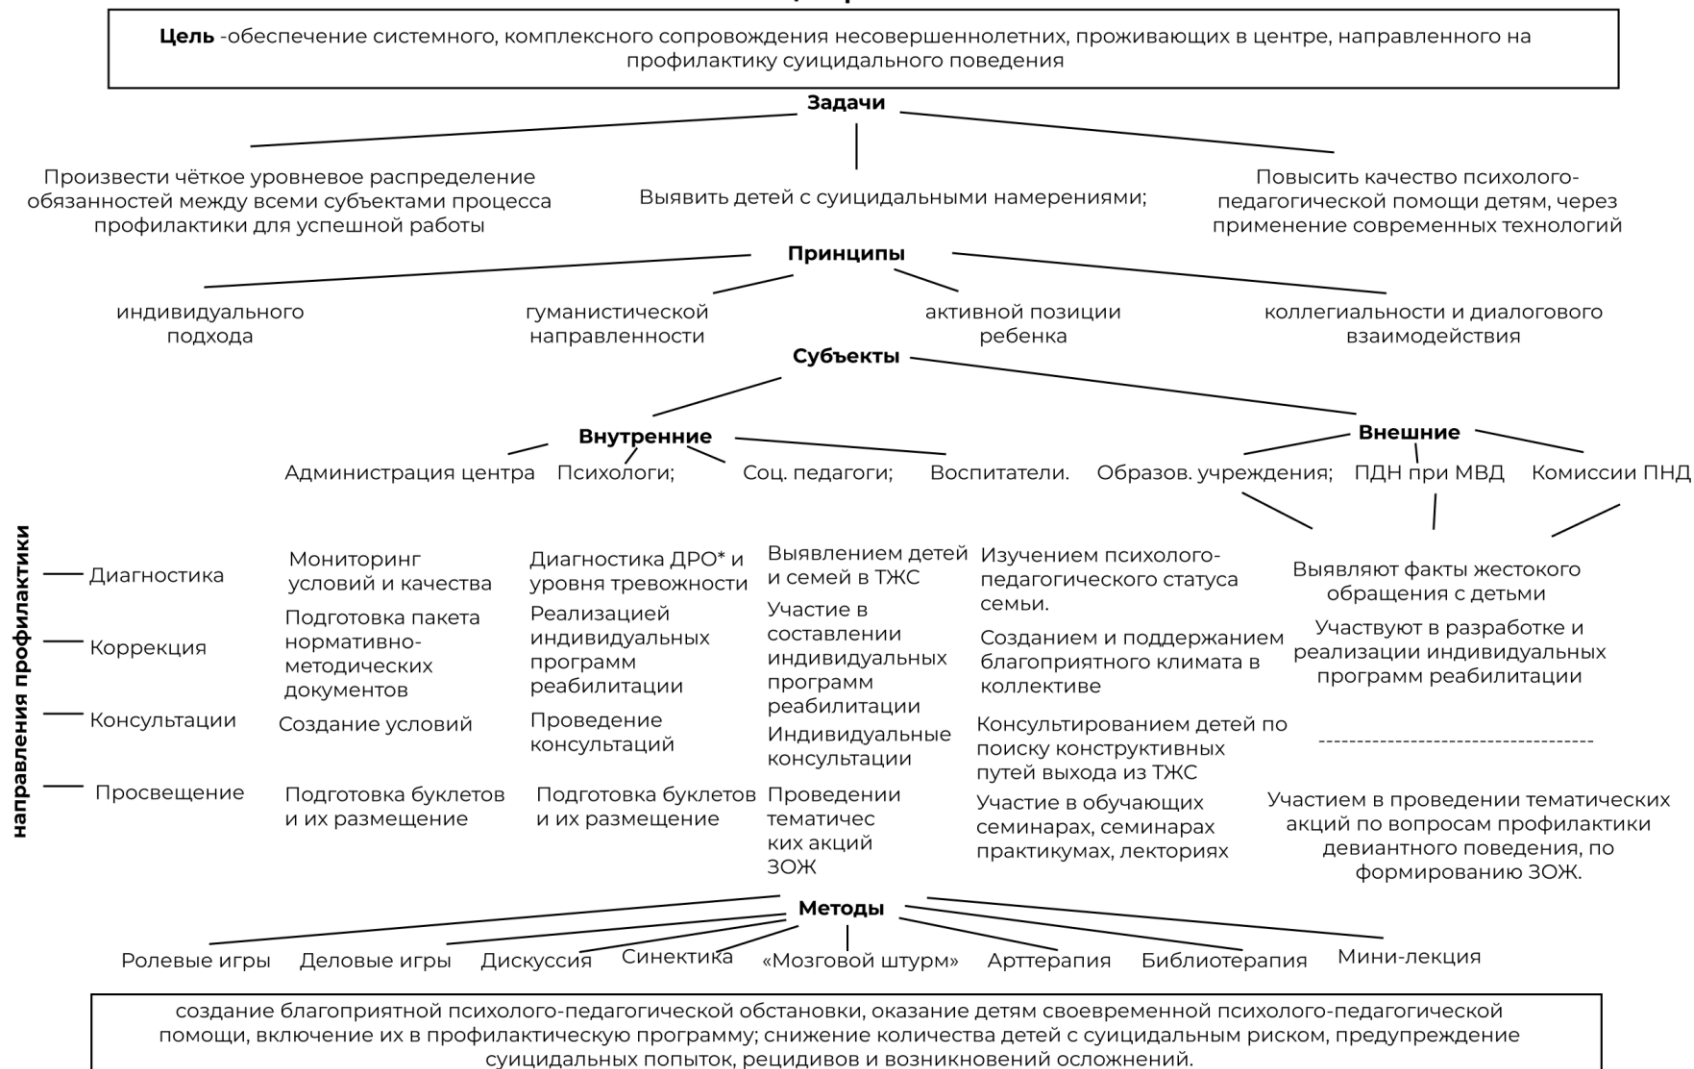 Цель -обеспечение системного, комплексного сопровождения несовершеннолетних, проживающих в центре, направленного на
профилактику суицидального поведения
Задачи
Произвести чёткое уровневое распределение
обязанностей между всеми субъектами процесса
профилактики для успешной работы
Выявить детей с суицидальными намерениями;
Повысить качество психолого-
педагогической помощи детям, через
применение современных технологий
Принципы
индивидуального
подхода
гуманистической
направленности
активной позиции
ребенка
коллегиальности и диалогового
взаимодействия
Субъекты
Внутренние
Внешние
Администрация центра
Психологи;
Соц. педагоги;
Воспитатели.
Образов. учреждения;
ПДН при МВД
Комиссии ПНД
направления профилактики
Диагностика
Мониторинг
условий и качества
Диагностика ДРО* и
уровня тревожности
Выявлением детей
и семей в ТЖС
Изучением психолого-
педагогического статуса
семьи.
Выявляют факты жестокого
обращения с детьми
Коррекция
Подготовка пакета
нормативно-
методических
документов
Реализацией
индивидуальных
программ
реабилитации
Участие в
составлении
индивидуальных
программ
реабилитации
Созданием и поддержанием
благоприятного климата в
коллективе
Участвуют в разработке и
реализации индивидуальных
программ реабилитации
Консультации
Создание условий
Проведение
консультаций
Индивидуальные
консультации
Консультированием детей по
поиску конструктивных
путей выхода из ТЖС
------------------------------------
Просвещение
Подготовка буклетов
и их размещение
Подготовка буклетов
и их размещение
Проведении
тематичес
ких акций
ЗОЖ
Участие в обучающих
семинарах, семинарах
практикумах, лекториях
Участием в проведении тематических
акций по вопросам профилактики
девиантного поведения, по
формированию ЗОЖ.
Методы
Ролевые игры
Деловые игры
Дискуссия
Синектика
«Мозговой штурм»
Арттерапия
Библиотерапия
Мини-лекция
создание благоприятной психолого-педагогической обстановки, оказание детям своевременной психолого-педагогической
помощи, включение их в профилактическую программу; снижение количества детей с суицидальным риском, предупреждение
суицидальных попыток, рецидивов и возникновений осложнений.